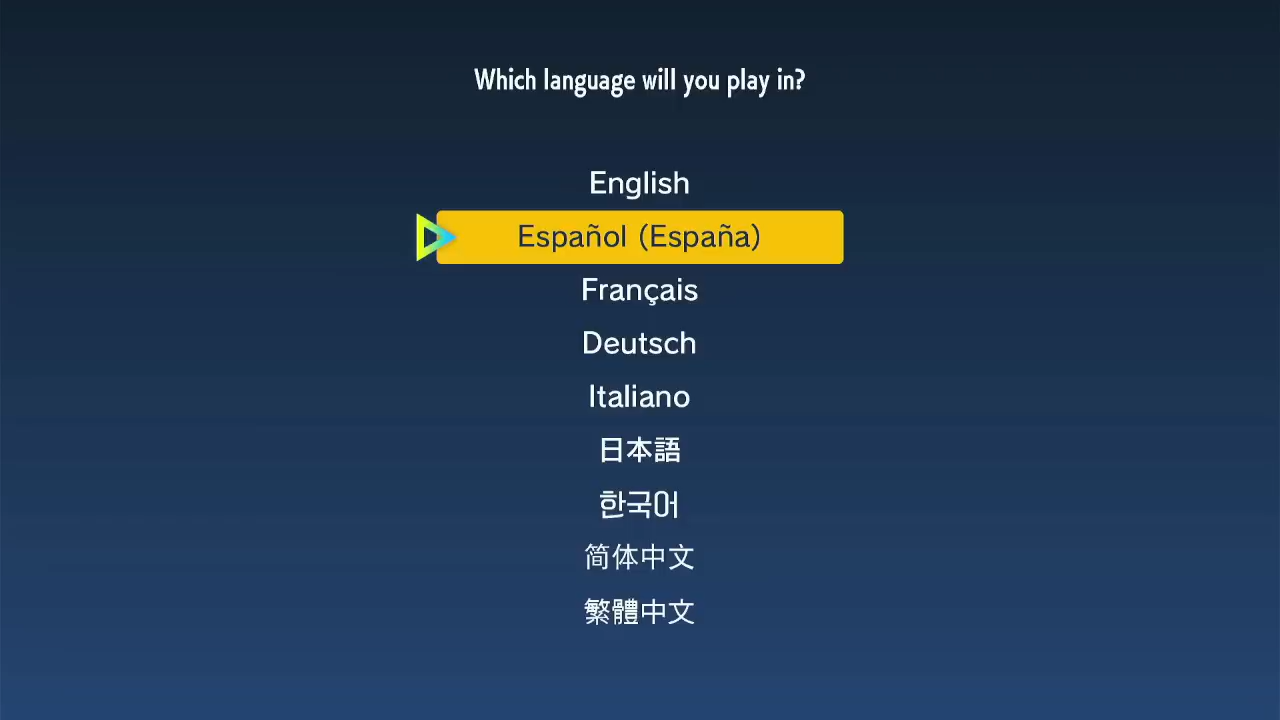 Which language will you play in?
English
Español (España)
Français
Deutsch
Italiano
日本語
한국어
简体中文
繁體中文